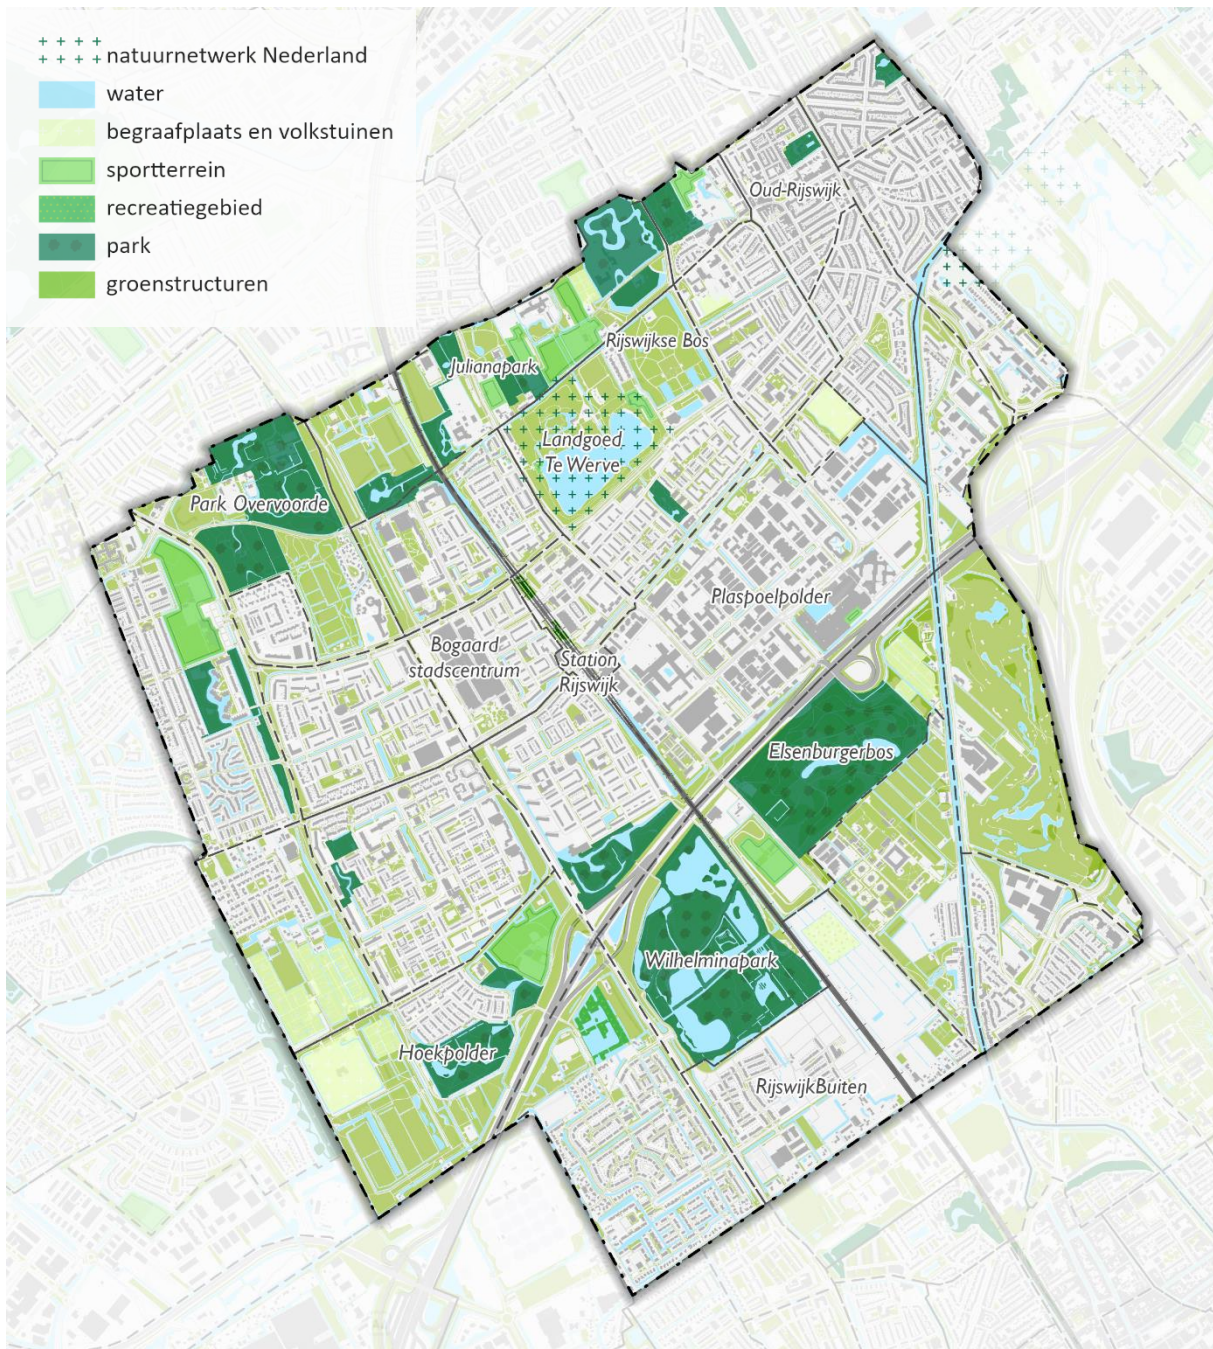 natuurnetwerk Nederland
water
begraafplaats en volkstuinen
sportterrein
recreatiegebied
park
groenstructuren
Oud-Rijswijk
Rijswijkse Bos
Julianapark
Landgoed
Te Werve
Park Overvoorde
Plaspoelpolder
Bogaard
stadscentrum
Station
Rijswijk
Elsenburgerbos
Wilhelminapark
Hoekpolder
RijswijkBuiten